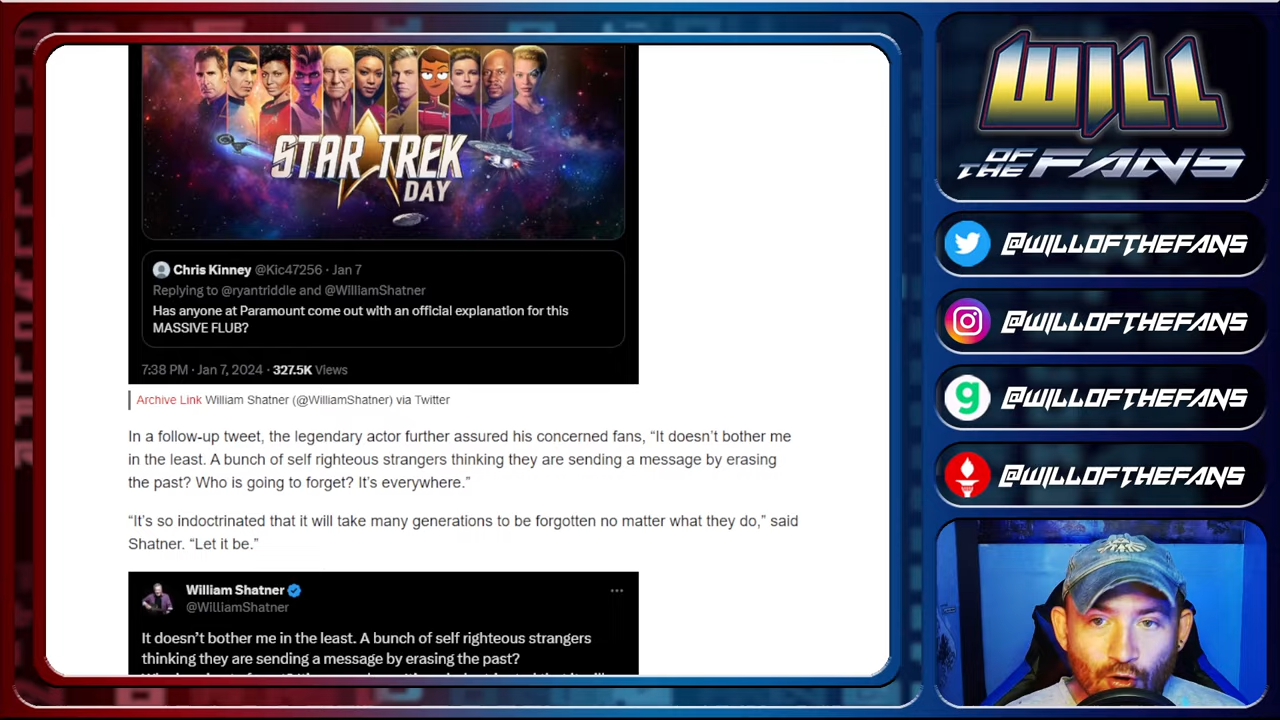 STAR TREK
DAY
Chris Kinney @Kic47256 · Jan 7
Replying to @ryantriddle and @WilliamShatner
Has anyone at Paramount come out with an official explanation for this
MASSIVE FLUB?
7:38 PM · Jan 7, 2024 · 327.5K Views
Archive Link William Shatner (@WilliamShatner) via Twitter
In a follow-up tweet, the legendary actor further assured his concerned fans, “It doesn’t bother me
in the least. A bunch of self righteous strangers thinking they are sending a message by erasing
the past? Who is going to forget? It’s everywhere.”
“It’s so indoctrinated that it will take many generations to be forgotten no matter what they do,” said
Shatner. “Let it be.”
William Shatner
@WilliamShatner
It doesn’t bother me in the least. A bunch of self righteous strangers
thinking they are sending a message by erasing the past?
WILL
OF THE FANS
@WILLOFTHEFANS
@WILLOFTHEFANS
@WILLOFTHEFANS
@WILLOFTHEFANS